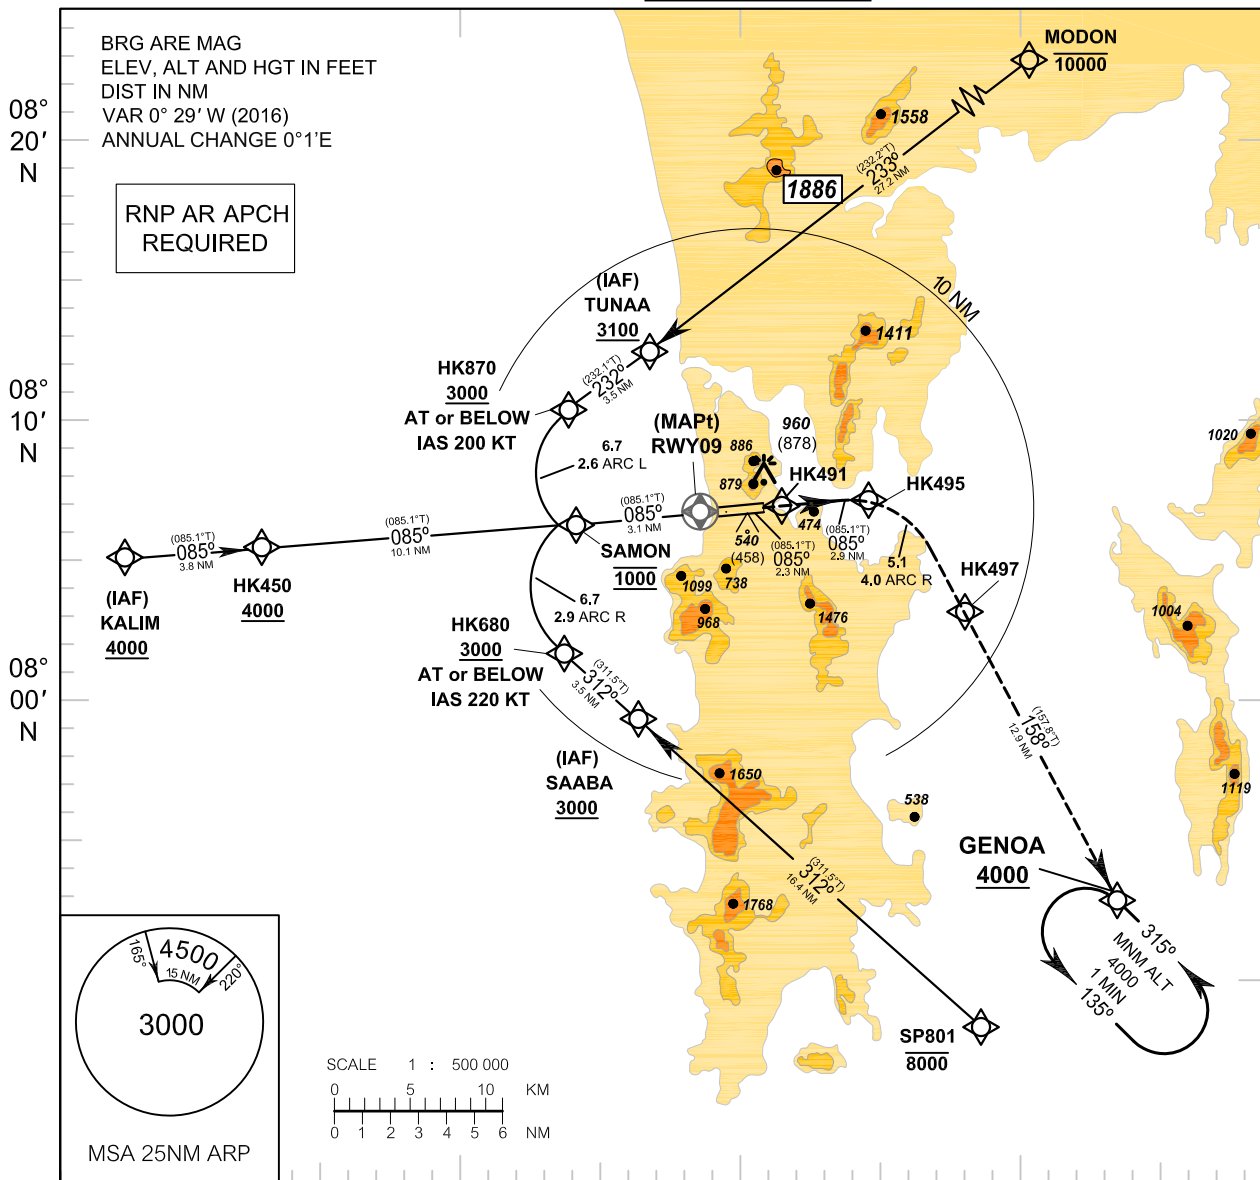 BRG ARE MAG
ELEV, ALT AND HGT IN FEET
DIST IN NM
VAR 0° 29' W (2016)
ANNUAL CHANGE 0°1'E
RNP AR APCH
REQUIRED
08°
20'
N
08°
10'
N
08°
00'
N
MODON
10000
1558
1886
(232.2°T)
233°
27.2 NM
10 NM
(IAF)
TUNAA
3100
1411
(232.1°T)
232°
3.5 NM
HK870
3000
AT or BELOW
IAS 200 KT
(MAPt)
RWY09
886
879
960
(878)
1020
6.7
2.6 ARC L
HK491
HK495
(085.1°T)
085°
3.8 NM
(085.1°T)
085°
10.1 NM
(085.1°T)
085°
3.1 NM
474
540
(458)
(085.1°T)
085°
2.3 NM
(085.1°T)
085°
2.9 NM
5.1
4.0 ARC R
(IAF)
KALIM
4000
HK450
4000
SAMON
1000
1099
738
968
1476
HK497
1004
6.7
2.9 ARC R
HK680
3000
AT or BELOW
IAS 220 KT
(311.5°T)
312°
3.5 NM
(157.8°T)
158°
12.9 NM
(IAF)
SAABA
3000
1650
1119
538
GENOA
4000
(311.5°T)
312°
16.4 NM
1768
315°
MNM ALT
4000
1 MIN
135°
SP801
8000
165°
4500
15 NM
220°
3000
MSA 25NM ARP
SCALE 1 : 500 000
0 5 10 KM
0 1 2 3 4 5 6 NM